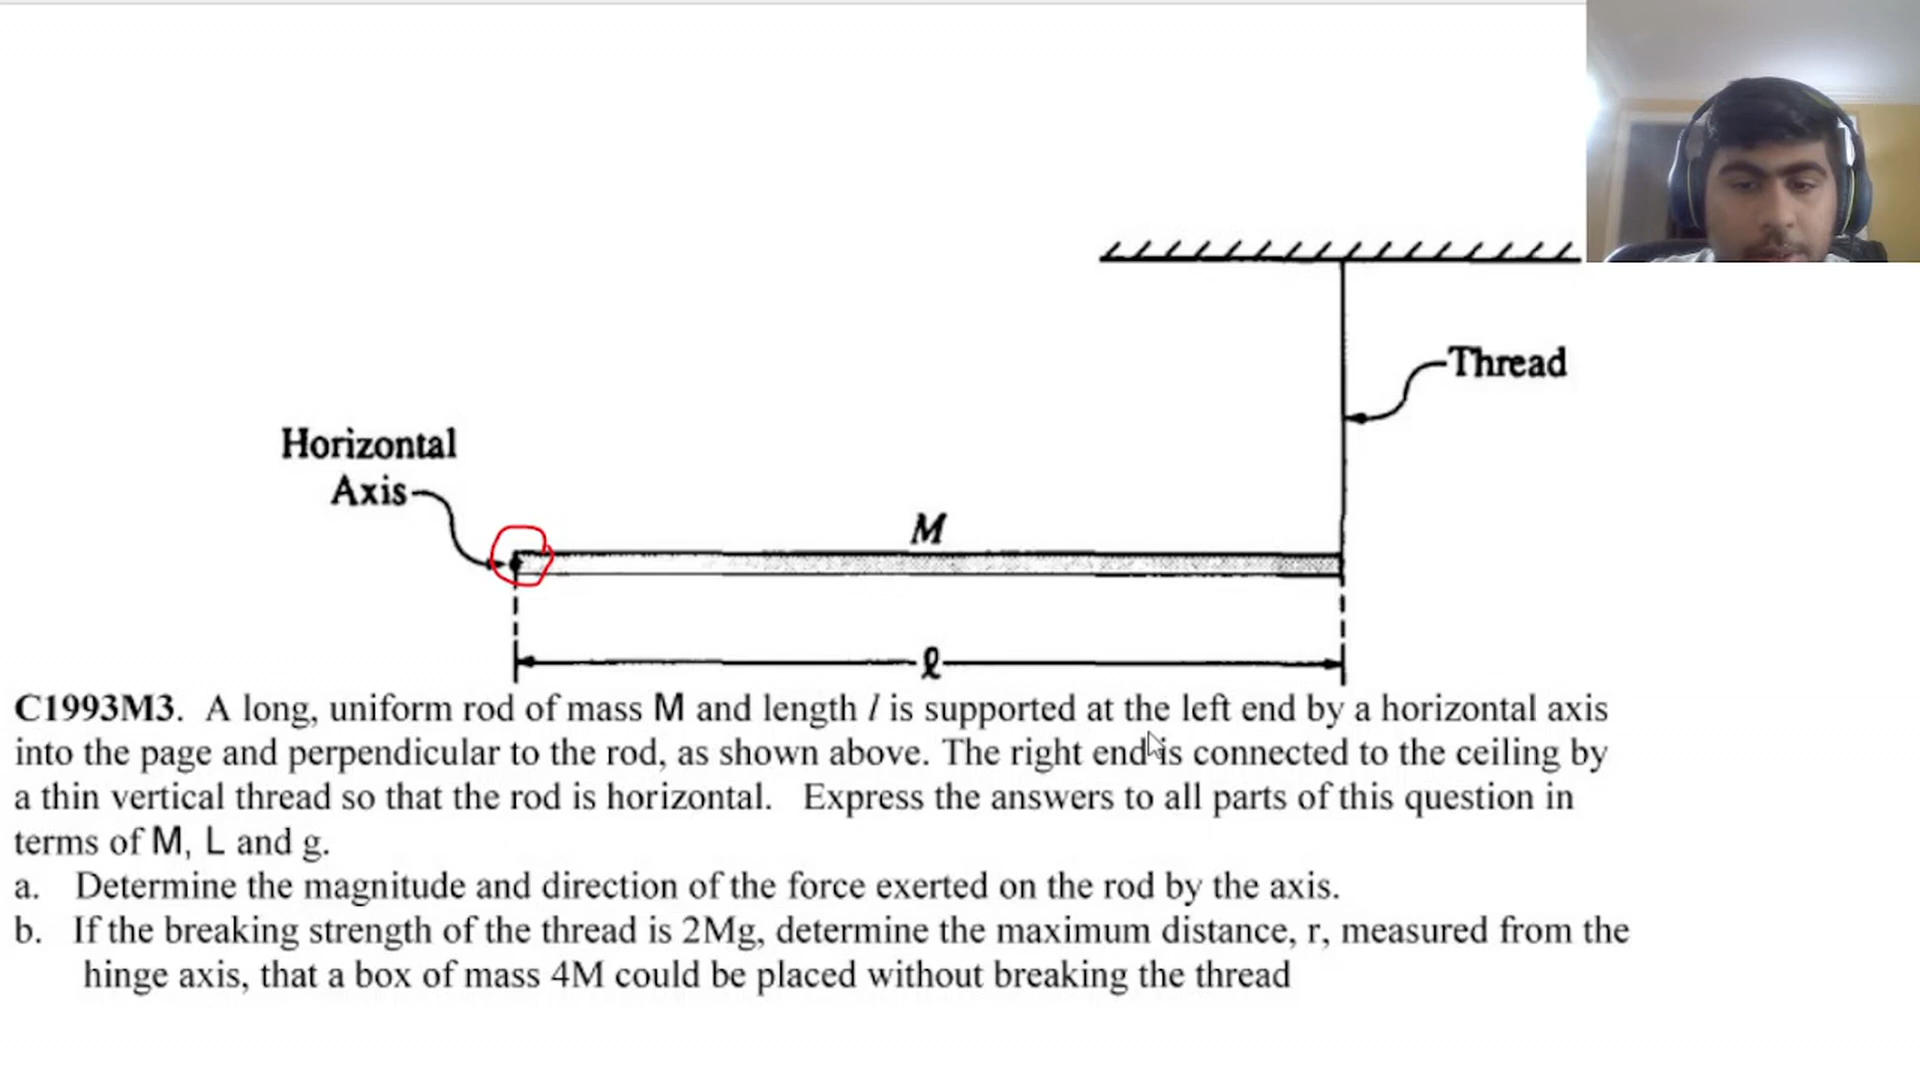 Thread
Horizontal
Axis
M
ℓ
C1993M3. A long, uniform rod of mass M and length l is supported at the left end by a horizontal axis
into the page and perpendicular to the rod, as shown above. The right end is connected to the ceiling by
a thin vertical thread so that the rod is horizontal. Express the answers to all parts of this question in
terms of M, L and g.
a. Determine the magnitude and direction of the force exerted on the rod by the axis.
b. If the breaking strength of the thread is 2Mg, determine the maximum distance, r, measured from the
hinge axis, that a box of mass 4M could be placed without breaking the thread